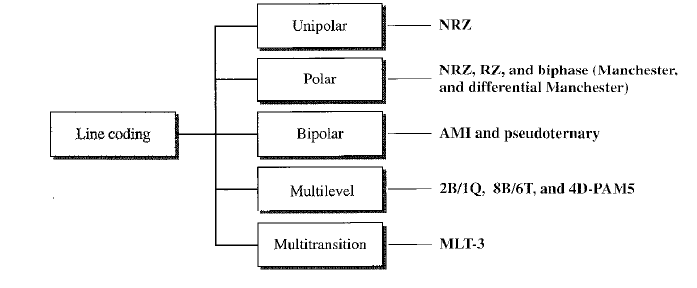 Unipolar
NRZ
Polar
NRZ, RZ, and biphase (Manchester,
and differential Manchester)
Line coding
Bipolar
AMI and pseudoternary
Multilevel
2B/1Q, 8B/6T, and 4D-PAM5
Multitransition
MLT-3